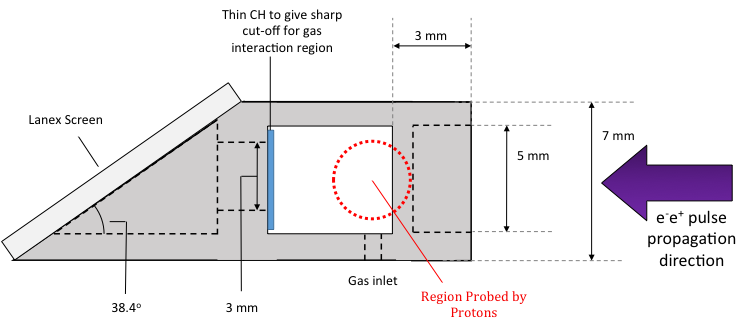 Thin CH to give sharp
cut-off for gas
interaction region
3 mm
Lanex Screen
7 mm
5 mm
e⁻e⁺ pulse
propagation
direction
Gas inlet
38.4°
3 mm
Region Probed by
Protons